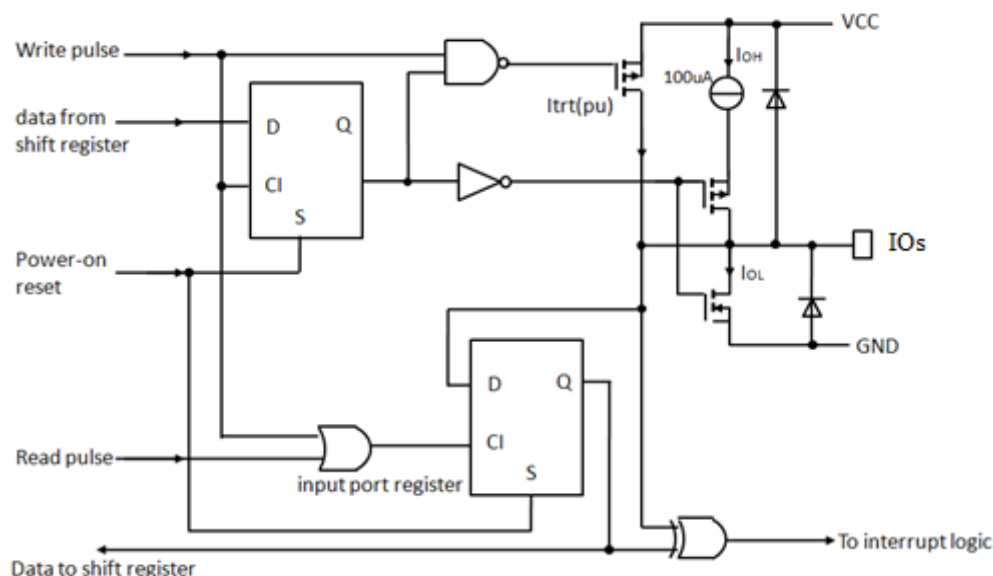 VCC
Write pulse
IOH
100uA
Itrt(pu)
data from
shift register
D
Q
CI
S
IOs
Power-on
reset
IOL
GND
D
Q
CI
Read pulse
input port register
S
To interrupt logic
Data to shift register